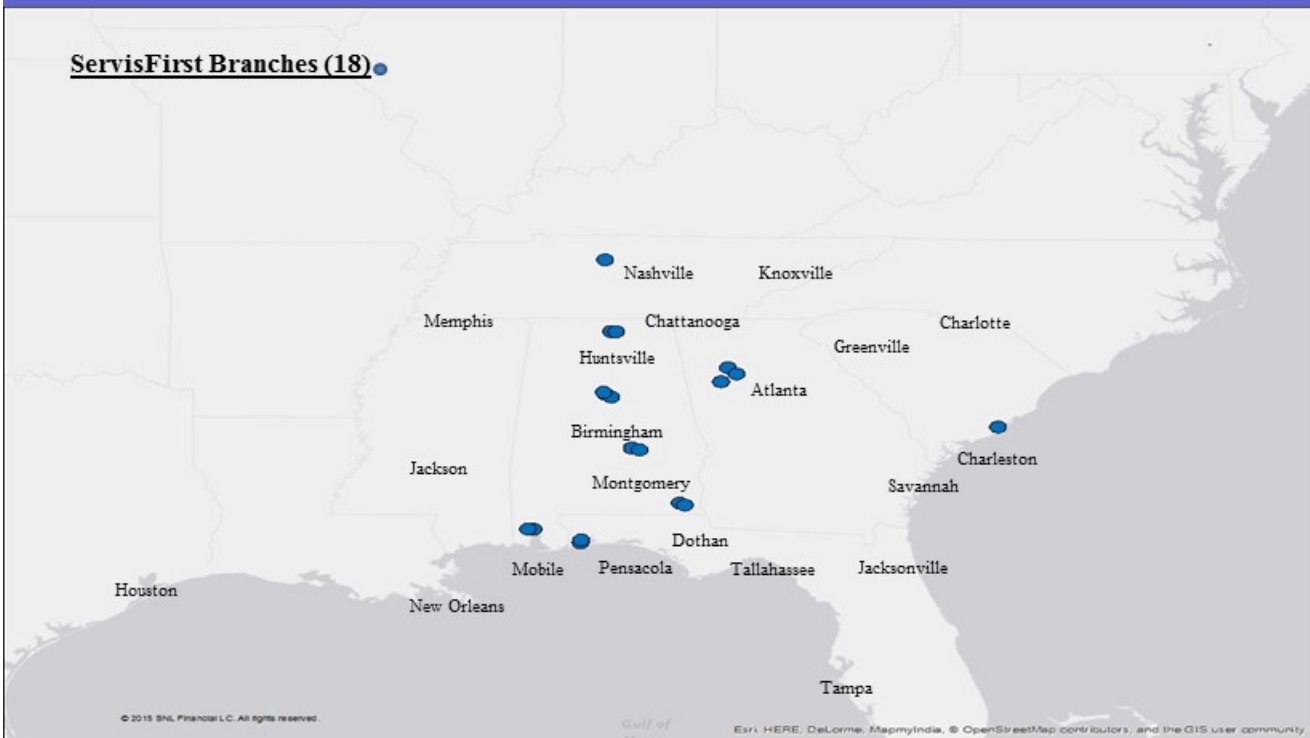 ServisFirst Branches (18)
Nashville
Knoxville
Memphis
Chattanooga
Charlotte
Greenville
Huntsville
Atlanta
Birmingham
Charleston
Jackson
Montgomery
Savannah
Dothan
Mobile
Pensacola
Tallahassee
Jacksonville
Houston
New Orleans
Tampa
© 2015 SNL Financial LC. All rights reserved.
Gulf of
Esri, HERE, DeLorme, MapmyIndia, © OpenStreetMap contributors, and the GIS user community